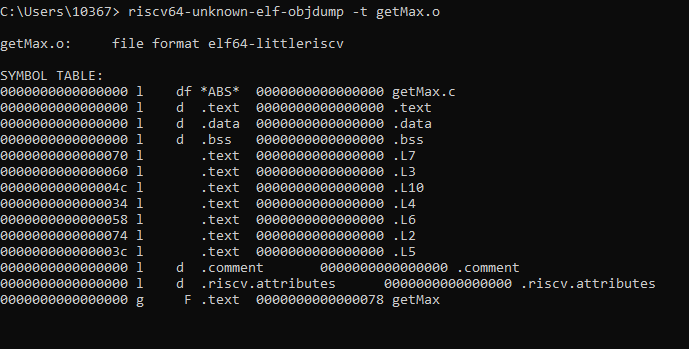 C:\Users\10367> riscv64-unknown-elf-objdump -t getMax.o
getMax.o:     file format elf64-littleriscv
SYMBOL TABLE:
0000000000000000 l    df *ABS*  0000000000000000 getMax.c
0000000000000000 l    d  .text  0000000000000000 .text
0000000000000000 l    d  .data  0000000000000000 .data
0000000000000000 l    d  .bss   0000000000000000 .bss
0000000000000070 l       .text  0000000000000000 .L7
0000000000000060 l       .text  0000000000000000 .L3
000000000000004c l       .text  0000000000000000 .L10
0000000000000034 l       .text  0000000000000000 .L4
0000000000000058 l       .text  0000000000000000 .L6
0000000000000074 l       .text  0000000000000000 .L2
000000000000003c l       .text  0000000000000000 .L5
0000000000000000 l    d  .comment       0000000000000000 .comment
0000000000000000 l    d  .riscv.attributes      0000000000000000 .riscv.attributes
0000000000000000 g     F .text  0000000000000078 getMax